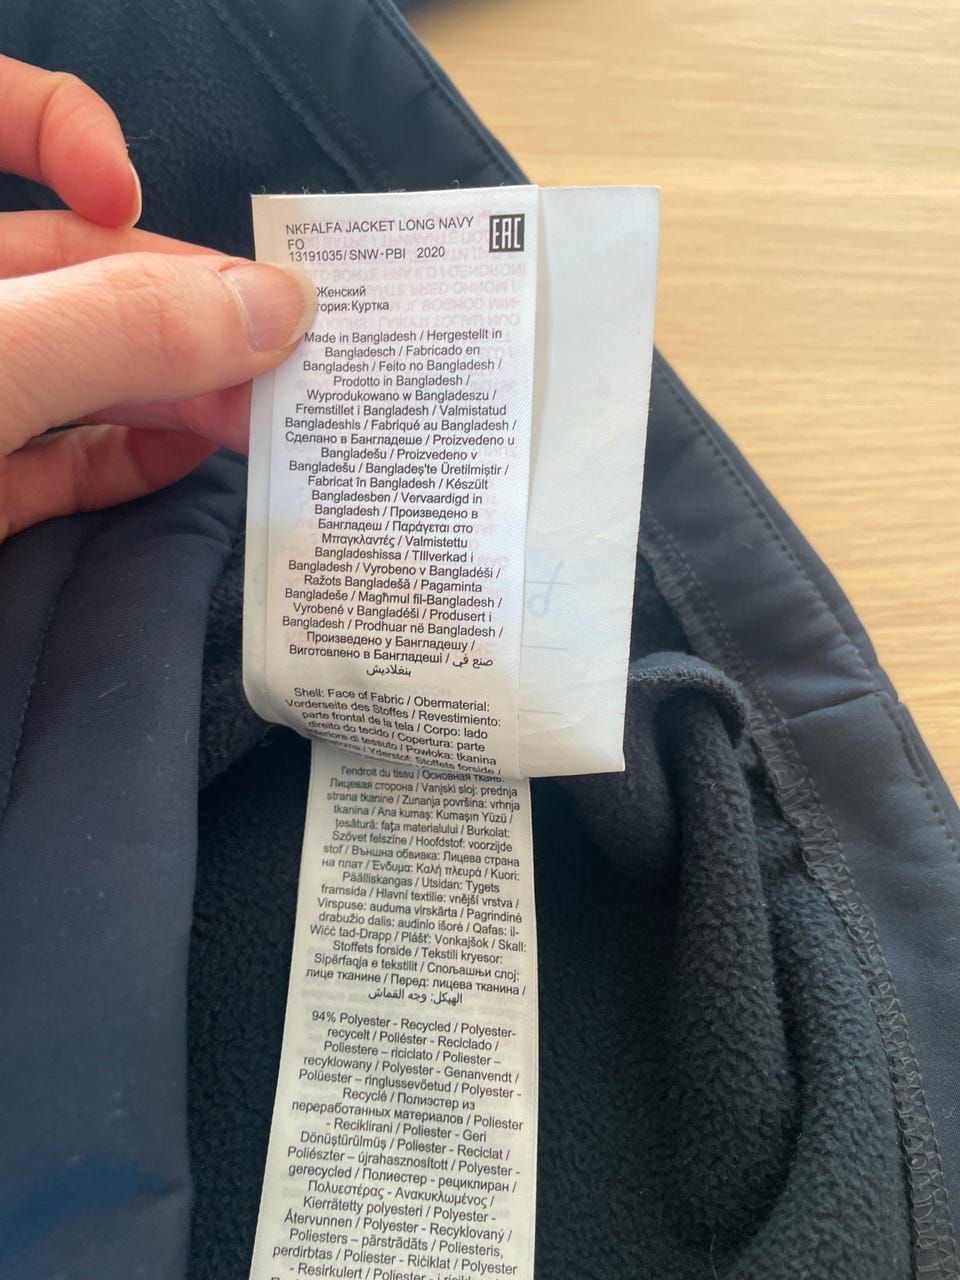 NKFALFA JACKET LONG NAVY
FO
13191035/SNW-PBI 2020
EAC
Женский
тория:Куртка
Made in Bangladesh / Hergestellt in
Bangladesch / Fabricado en
Bangladesh / Feito no Bangladesh /
Prodotto in Bangladesh /
Wyprodukowano w Bangladeszu /
Fremstillet i Bangladesh / Valmistatud
Bangladeshis / Fabriqué au Bangladesh /
Сделано в Бангладеше / Proizvedeno u
Bangladešu / Proizvedeno v
Bangladešu / Bangladeş'te Üretilmiştir /
Fabricat în Bangladesh / Készült
Bangladesben / Vervaardigd in
Bangladesh / Произведено в
Бангладеш / Παράγεται στο
Μπαγκλαντές / Valmistettu
Bangladeshissa / TIllverkad i
Bangladesh / Vyrobeno v Bangladéši /
Ražots Bangladešā / Pagaminta
Bangladeše / Magħmul fil-Bangladesh /
Vyrobené v Bangladéši / Produsert i
Bangladesh / Prodhuar në Bangladesh /
Произведено у Бангладешу /
Виготовлено в Бангладеші / صنع في
بنغلاديش
Shell: Face of Fabric / Obermaterial:
Vorderseite des Stoffes / Revestimiento:
parte frontal de la tela / Corpo: lado
direito do tecido / Copertura: parte
di tessuto / Powłoka: tkanina
/ Yderstof: Stoffets forside /
l'endroit du tissu / Основная ткань:
Лицевая сторона / Vanjski sloj: prednja
strana tkanine / Zunanja površina: vrhnja
tkanina / Ana kumaş: Kumaşın Yüzü /
țesătură: fața materialului / Burkolat:
Szövet felszíne / Hoofdstof: voorzijde
stof / Външна обвивка: Лицева страна
на плат / Ένδυμα: Καλή πλευρά / Kuori:
Päälliskangas / Utsidan: Tygets
framsida / Hlavní textilie: vnější vrstva /
Virspuse: auduma virskārta / Pagrindinė
drabužio dalis: audinio išorė / Qafas: il-
Wiċċ tad-Drapp / Plášť: Vonkajšok / Skall:
Stoffets forside / Tekstili kryesor:
Sipërfaqja e tekstilit / Спољашњи слој:
лице тканине / Перед: лицева тканина /
الهيكل: وجه القماش
94% Polyester - Recycled / Polyester-
recycelt / Poliéster - Reciclado /
Poliestere – riciclato / Poliester –
recyklowany / Polyester - Genanvendt /
Polüester – ringlussevõetud / Polyester -
Recyclé / Полиэстер из
переработанных материалов / Poliester
- Reciklirani / Poliester - Geri
Dönüştürülmüş / Poliester - Reciclat /
Poliészter – újrahasznosított / Polyester -
gerecycled / Полиестер - рециклиран /
Πολυεστέρας - Ανακυκλωμένος /
Kierrätetty polyesteri / Polyester -
Återvunnen / Polyester - Recyklovaný /
Poliesters – pārstrādāts / Poliesteris,
perdirbtas / Poliester - Riċiklat / Polyester
- Resirkulert / Poliester -